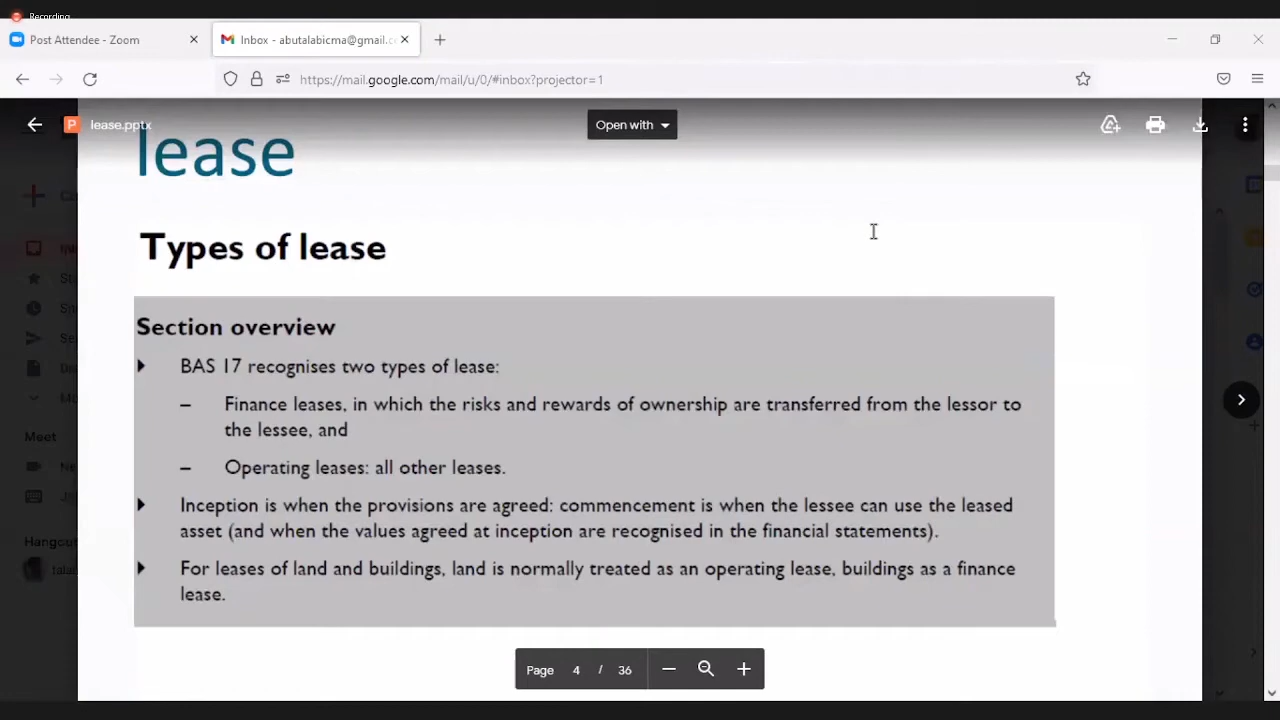 Recording
Post Attendee - Zoom
Inbox - abutalabicma@gmail.c
https://mail.google.com/mail/u/0/#inbox?projector=1
lease.pptx
Open with
lease
Types of lease
Section overview
BAS 17 recognises two types of lease:
– Finance leases, in which the risks and rewards of ownership are transferred from the lessor to
the lessee, and
– Operating leases: all other leases.
Inception is when the provisions are agreed: commencement is when the lessee can use the leased
asset (and when the values agreed at inception are recognised in the financial statements).
For leases of land and buildings, land is normally treated as an operating lease, buildings as a finance
lease.
Meet
Hangout
Page 4 / 36